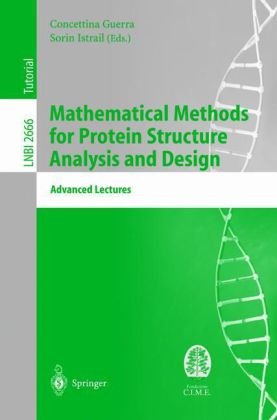 Concettina Guerra
Sorin Istrail (Eds.)
Tutorial
LNBI 2666
Mathematical Methods
for Protein Structure
Analysis and Design
Advanced Lectures
Springer
Fondazione
C.I.M.E.